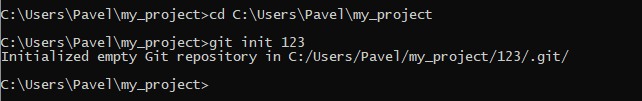 C:\Users\Pavel\my_project>cd C:\Users\Pavel\my_project
C:\Users\Pavel\my_project>git init 123
Initialized empty Git repository in C:/Users/Pavel/my_project/123/.git/
C:\Users\Pavel\my_project>